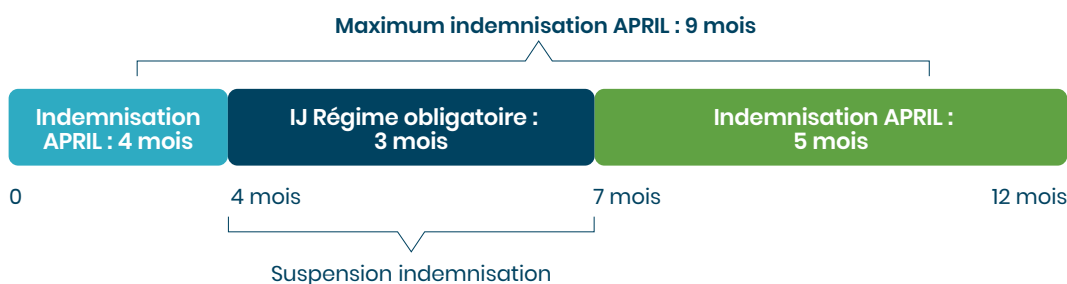 Maximum indemnisation APRIL : 9 mois
Indemnisation
APRIL : 4 mois
IJ Régime obligatoire :
3 mois
Indemnisation APRIL :
5 mois
0
4 mois
7 mois
12 mois
Suspension indemnisation